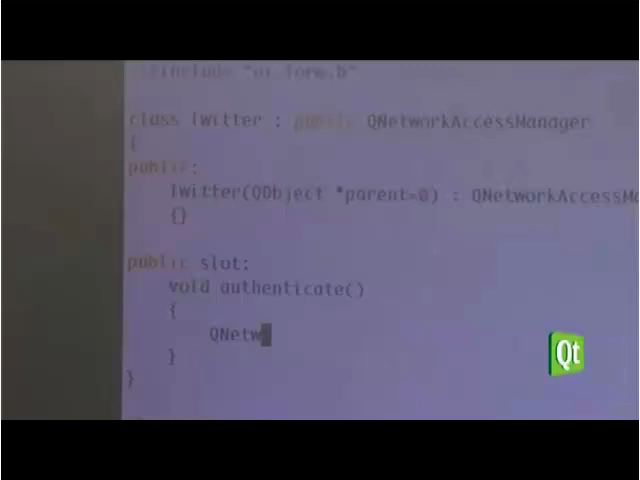 #include "ui_form.h"
class Twitter : public QNetworkAccessManager
{
public:
Twitter(QObject *parent=0) : QNetworkAccessMa
{}
public slot:
void authenticate()
{
QNetw
}
}
Qt